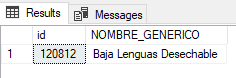 Results Messages
id NOMBRE_GENERICO
1 120812 Baja Lenguas Desechable